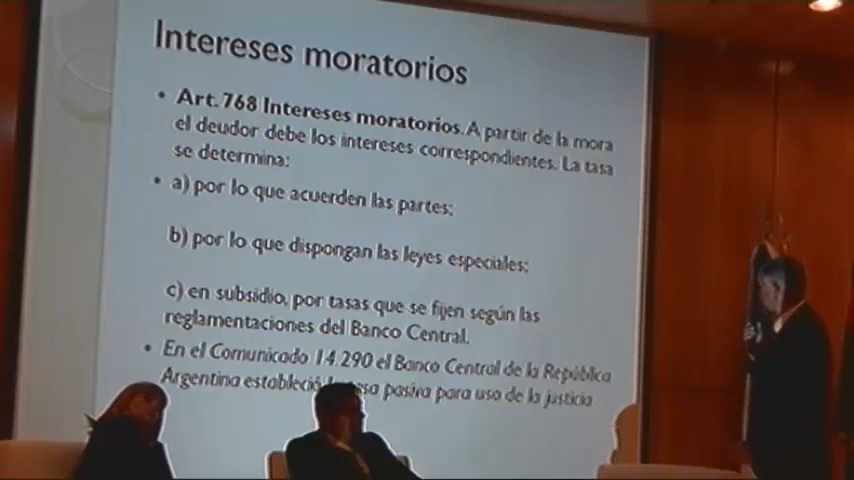 Intereses moratorios
• Art. 768 Intereses moratorios. A partir de la mora
el deudor debe los intereses correspondientes. La tasa
se determina:
• a) por lo que acuerden las partes;
b) por lo que dispongan las leyes especiales;
c) en subsidio, por tasas que se fijen según las
reglamentaciones del Banco Central.
• En el Comunicado 14.290 el Banco Central de la República
Argentina estableció pasiva para uso de la justicia